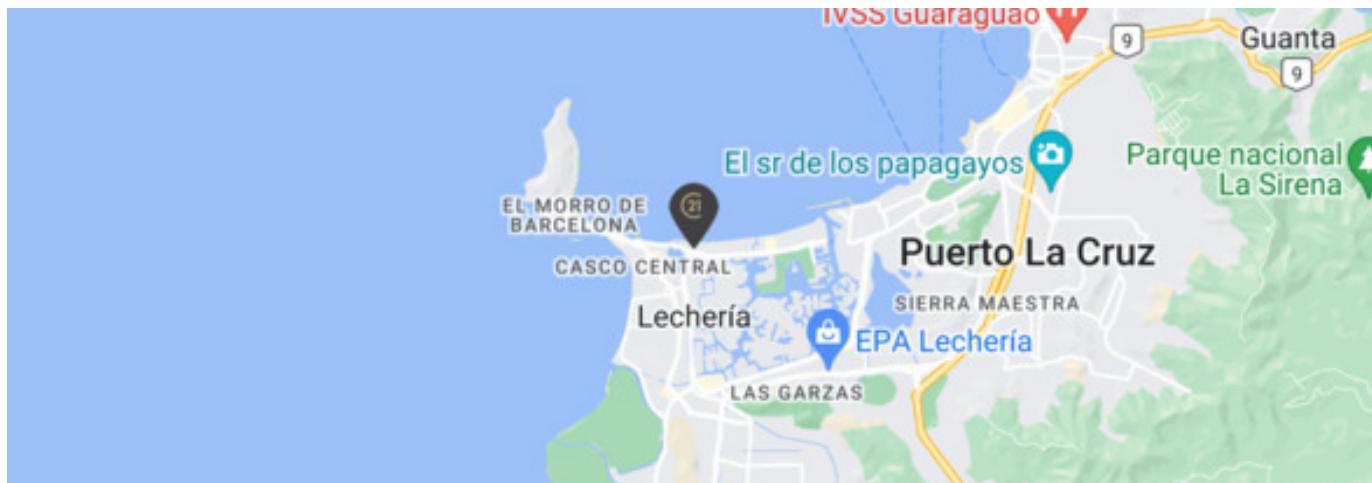 IVSS Guaraguao
9
Guanta
9
El sr de los papagayos
Parque nacional
La Sirena
EL MORRO DE
BARCELONA
21
CASCO CENTRAL
Puerto La Cruz
SIERRA MAESTRA
Lechería
EPA Lechería
LAS GARZAS